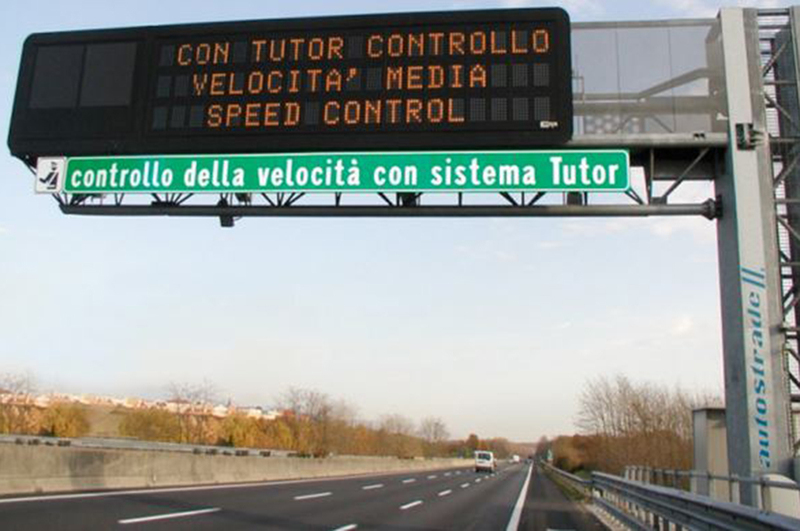 CON TUTOR CONTROLLO
VELOCITA' MEDIA
SPEED CONTROL
controllo della velocità con sistema Tutor
autostrade